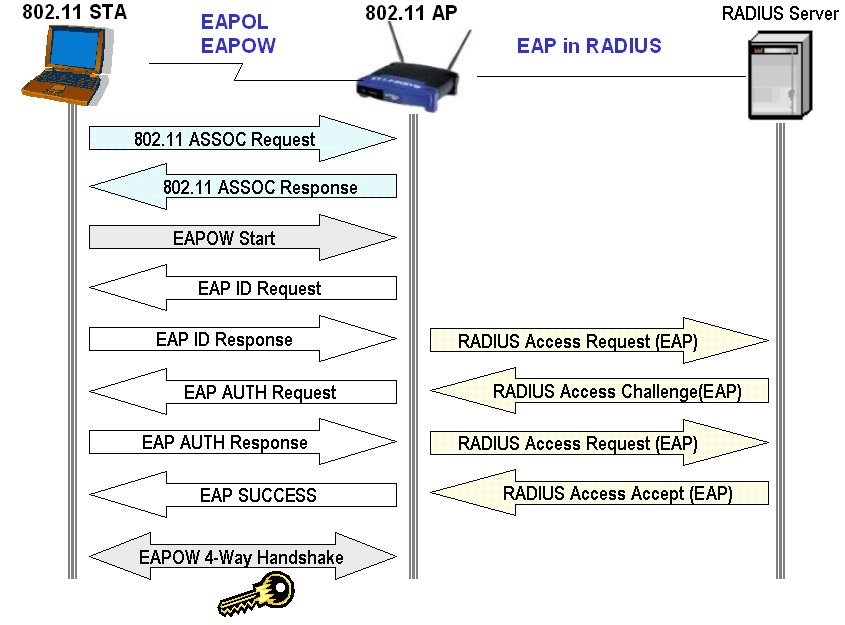 802.11 STA
EAPOL
EAPOW
802.11 AP
EAP in RADIUS
RADIUS Server
802.11 ASSOC Request
802.11 ASSOC Response
EAPOW Start
EAP ID Request
EAP ID Response
RADIUS Access Request (EAP)
EAP AUTH Request
RADIUS Access Challenge(EAP)
EAP AUTH Response
RADIUS Access Request (EAP)
EAP SUCCESS
RADIUS Access Accept (EAP)
EAPOW 4-Way Handshake